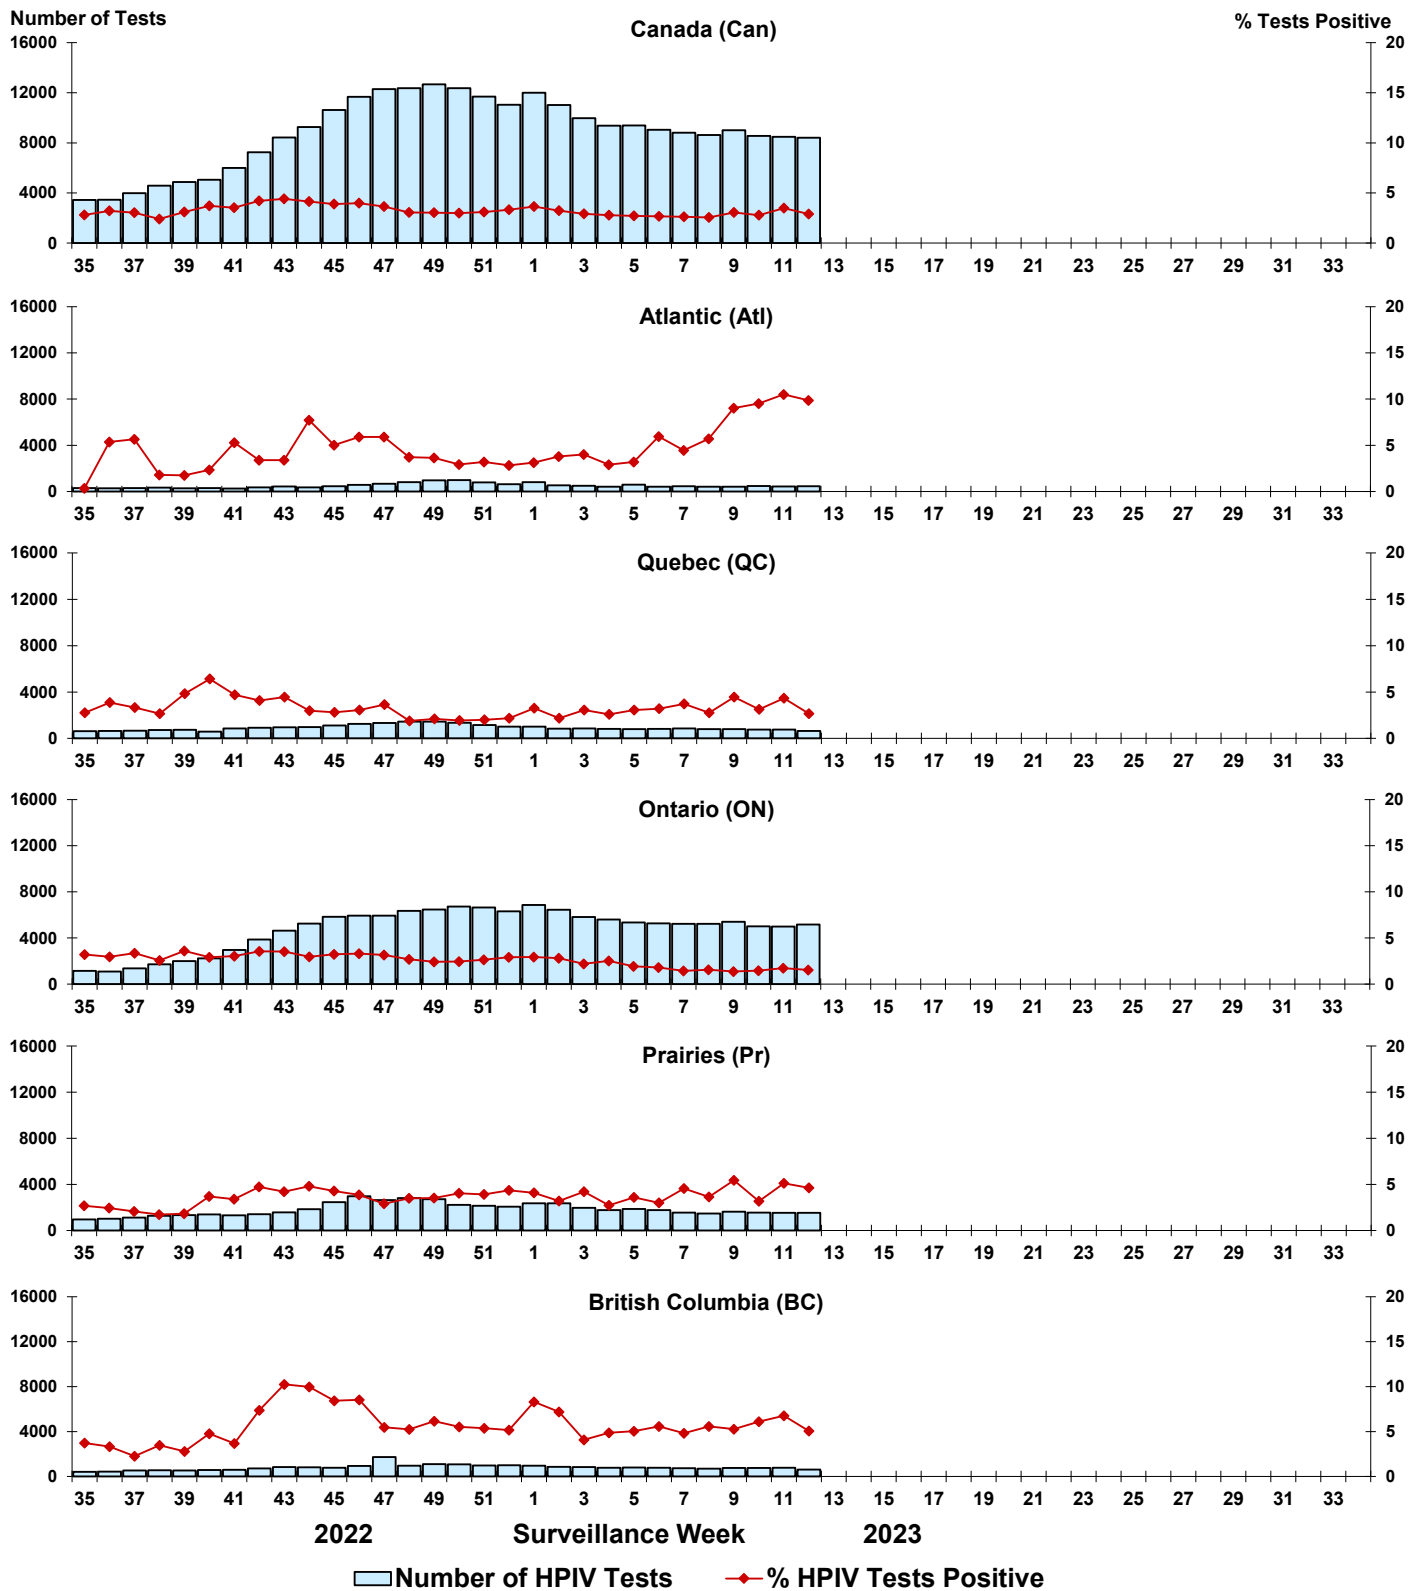 Number of Tests
% Tests Positive
Canada (Can)
16000 20
12000 15
8000 10
4000 5
0 0
35 37 39 41 43 45 47 49 51 1 3 5 7 9 11 13 15 17 19 21 23 25 27 29 31 33
Atlantic (Atl)
16000 20
12000 15
8000 10
4000 5
0 0
35 37 39 41 43 45 47 49 51 1 3 5 7 9 11 13 15 17 19 21 23 25 27 29 31 33
Quebec (QC)
16000 20
12000 15
8000 10
4000 5
0 0
35 37 39 41 43 45 47 49 51 1 3 5 7 9 11 13 15 17 19 21 23 25 27 29 31 33
Ontario (ON)
16000 20
12000 15
8000 10
4000 5
0 0
35 37 39 41 43 45 47 49 51 1 3 5 7 9 11 13 15 17 19 21 23 25 27 29 31 33
Prairies (Pr)
16000 20
12000 15
8000 10
4000 5
0 0
35 37 39 41 43 45 47 49 51 1 3 5 7 9 11 13 15 17 19 21 23 25 27 29 31 33
British Columbia (BC)
16000 20
12000 15
8000 10
4000 5
0 0
35 37 39 41 43 45 47 49 51 1 3 5 7 9 11 13 15 17 19 21 23 25 27 29 31 33
2022 Surveillance Week 2023
Number of HPIV Tests % HPIV Tests Positive